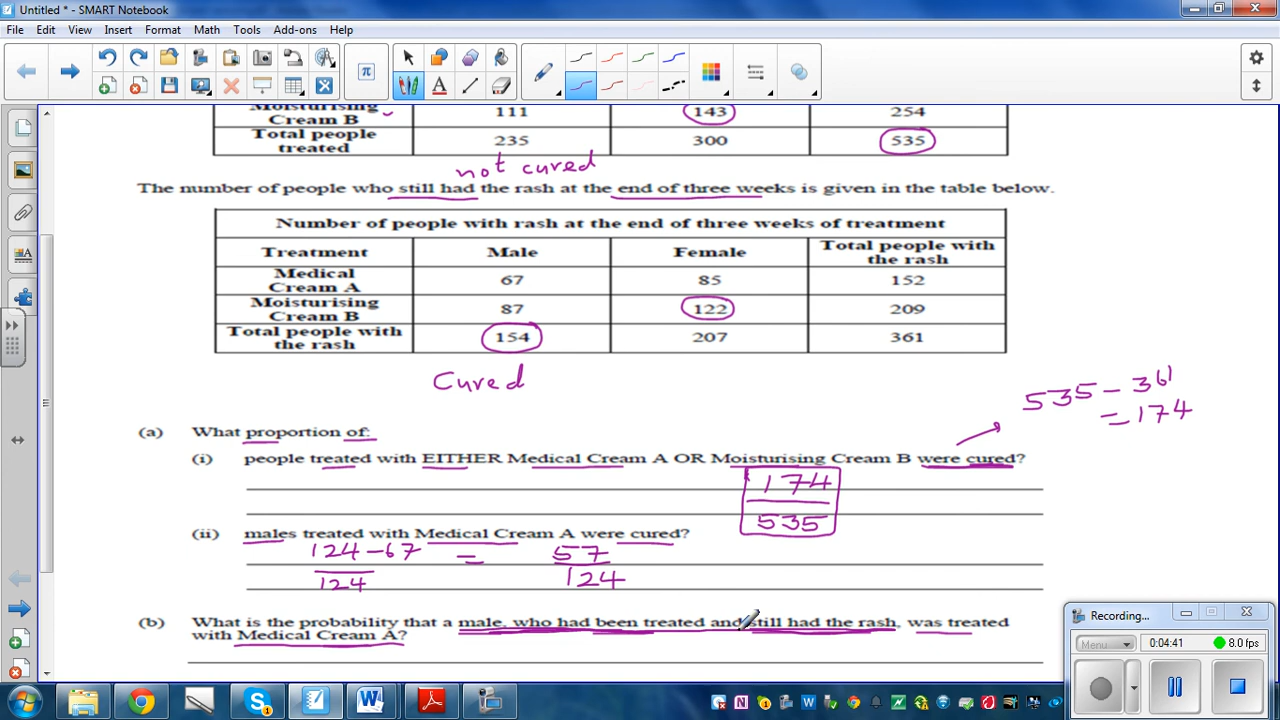 Untitled * - SMART Notebook
File Edit View Insert Format Math Tools Add-ons Help
Moisturising Cream B 111 143 254
Total people treated 235 300 535
not cured
The number of people who still had the rash at the end of three weeks is given in the table below.
Number of people with rash at the end of three weeks of treatment
Treatment Male Female Total people with the rash
Medical Cream A 67 85 152
Moisturising Cream B 87 122 209
Total people with the rash 154 207 361
Cured
535 - 361
= 174
(a) What proportion of:
(i) people treated with EITHER Medical Cream A OR Moisturising Cream B were cured?
174
535
(ii) males treated with Medical Cream A were cured?
124 - 67 = 57
124 124
(b) What is the probability that a male, who had been treated and still had the rash, was treated
with Medical Cream A?
Recording...
Menu 0:04:41 8.0 fps